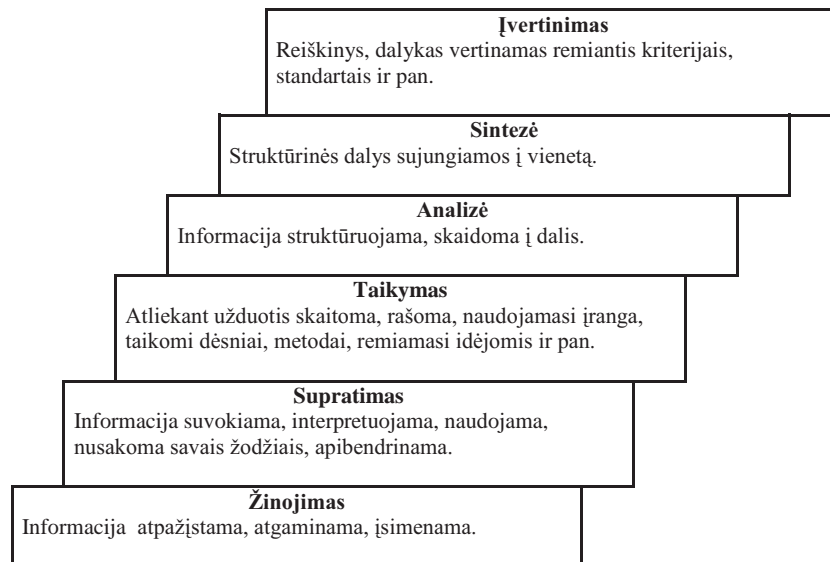 Įvertinimas
Reiškinys, dalykas vertinamas remiantis kriterijais,
standartais ir pan.
Sintezė
Struktūrinės dalys sujungiamos į vienetą.
Analizė
Informacija struktūruojama, skaidoma į dalis.
Taikymas
Atliekant užduotis skaitoma, rašoma, naudojamasi įranga,
taikomi dėsniai, metodai, remiamasi idėjomis ir pan.
Supratimas
Informacija suvokiama, interpretuojama, naudojama,
nusakoma savais žodžiais, apibendrinama.
Žinojimas
Informacija atpažįstama, atgaminama, įsimenama.